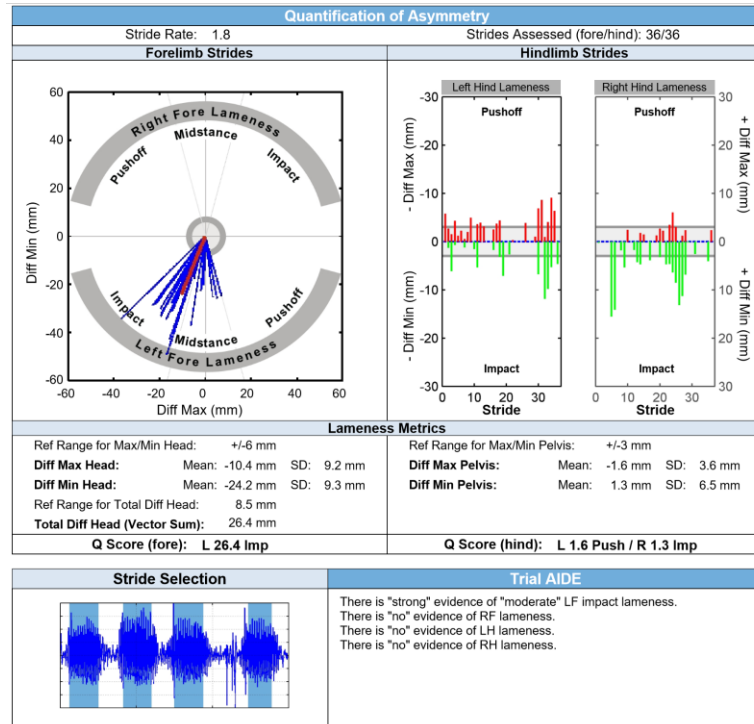 Quantification of Asymmetry
Stride Rate: 1.8
Strides Assessed (fore/hind): 36/36
Forelimb Strides
Hindlimb Strides
60
40
20
0
-20
-40
-60
Diff Min (mm)
Right Fore Lameness
Pushoff
Midstance
Impact
Impact
Midstance
Pushoff
Left Fore Lameness
-60 -40 -20 0 20 40 60
Diff Max (mm)
Left Hind Lameness
Right Hind Lameness
-30
-20
-10
0
-10
-20
-30
- Diff Max (mm)
- Diff Min (mm)
Pushoff
Impact
0 10 20 30
Stride
Pushoff
Impact
0 10 20 30
Stride
30
20
10
0
10
20
30
+ Diff Max (mm)
+ Diff Min (mm)
Lameness Metrics
Ref Range for Max/Min Head: +/-6 mm
Diff Max Head: Mean: -10.4 mm SD: 9.2 mm
Diff Min Head: Mean: -24.2 mm SD: 9.3 mm
Ref Range for Total Diff Head: 8.5 mm
Total Diff Head (Vector Sum): 26.4 mm
Ref Range for Max/Min Pelvis: +/-3 mm
Diff Max Pelvis: Mean: -1.6 mm SD: 3.6 mm
Diff Min Pelvis: Mean: 1.3 mm SD: 6.5 mm
Q Score (fore): L 26.4 Imp
Q Score (hind): L 1.6 Push / R 1.3 Imp
Stride Selection
Trial AIDE
There is "strong" evidence of "moderate" LF impact lameness.
There is "no" evidence of RF lameness.
There is "no" evidence of LH lameness.
There is "no" evidence of RH lameness.